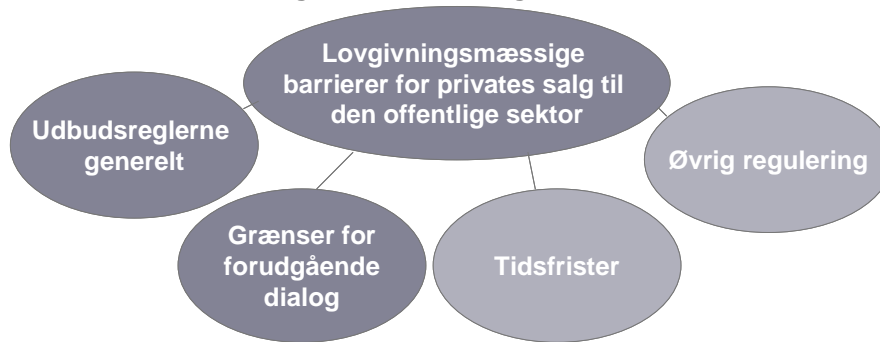 Lovgivningsmæssige
barrierer for privates salg til
den offentlige sektor
Udbudsreglerne
generelt
Øvrig regulering
Grænser for
forudgående
dialog
Tidsfrister